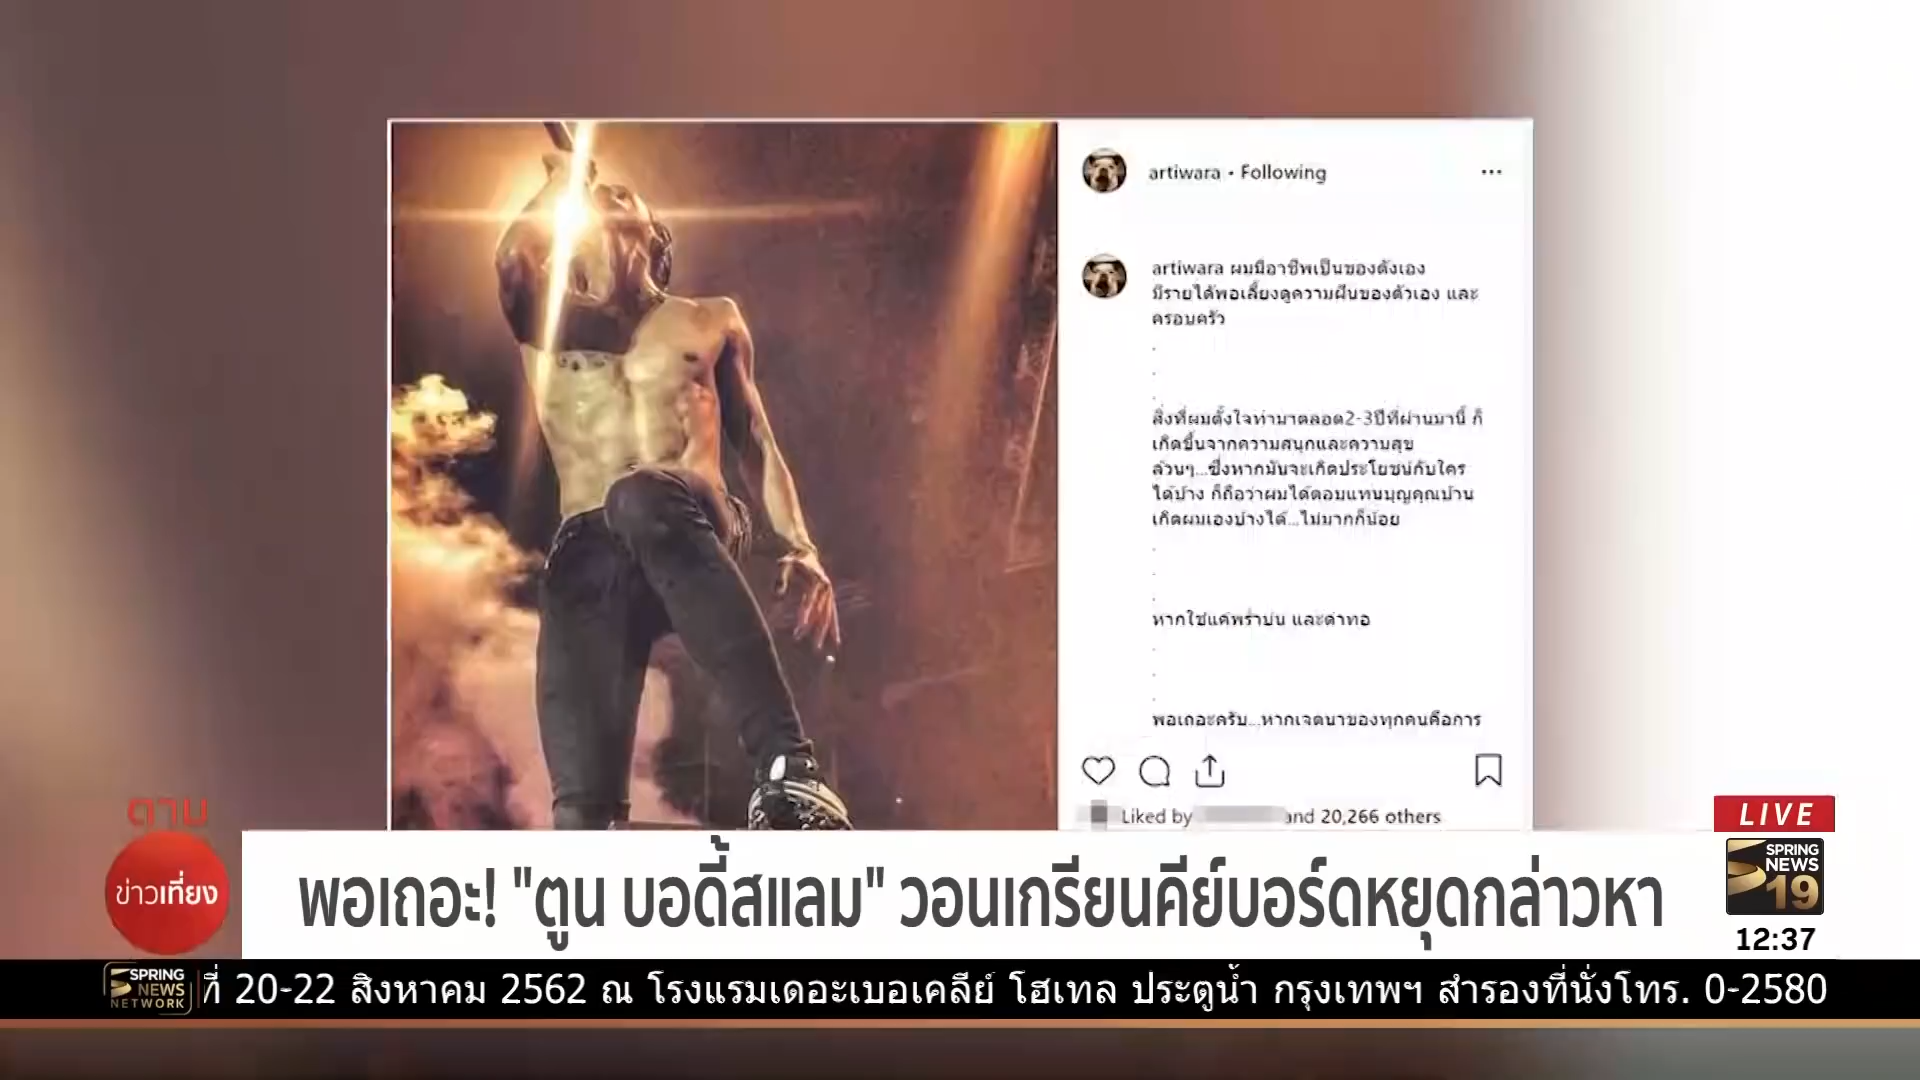 artiwara • Following
artiwara ผมมีอาชีพเป็นของตัวเอง
มีรายได้พอเลี้ยงดูความฝันของตัวเอง และ
ครอบครัว
.
.
.
สิ่งที่ผมตั้งใจทำมาตลอด2-3ปีที่ผ่านมานี้ ก็
เกิดขึ้นจากความสนุกและความสุข
ล้วนๆ...ซึ่งหากมันจะเกิดประโยชน์กับใคร
ได้บ้าง ก็ถือว่าผมได้ตอบแทนบุญคุณบ้าน
เกิดผมเองบ้างได้...ไม่มากก็น้อย
.
.
.
หากใช่แค่พร่ำบ่น และด่าทอ
.
.
.
พอเถอะครับ...หากเจตนาของทุกคนคือการ
Liked by and 20,266 others
ตาม
ข่าวเที่ยง
พอเถอะ! "ตูน บอดี้สแลม" วอนเกรียนคีย์บอร์ดหยุดกล่าวหา
LIVE
SPRING
NEWS
19
12:37
SPRING
NEWS
NETWORK
ที่ 20-22 สิงหาคม 2562 ณ โรงแรมเดอะเบอเคลีย์ โฮเทล ประตูน้ำ กรุงเทพฯ สำรองที่นั่งโทร. 0-2580